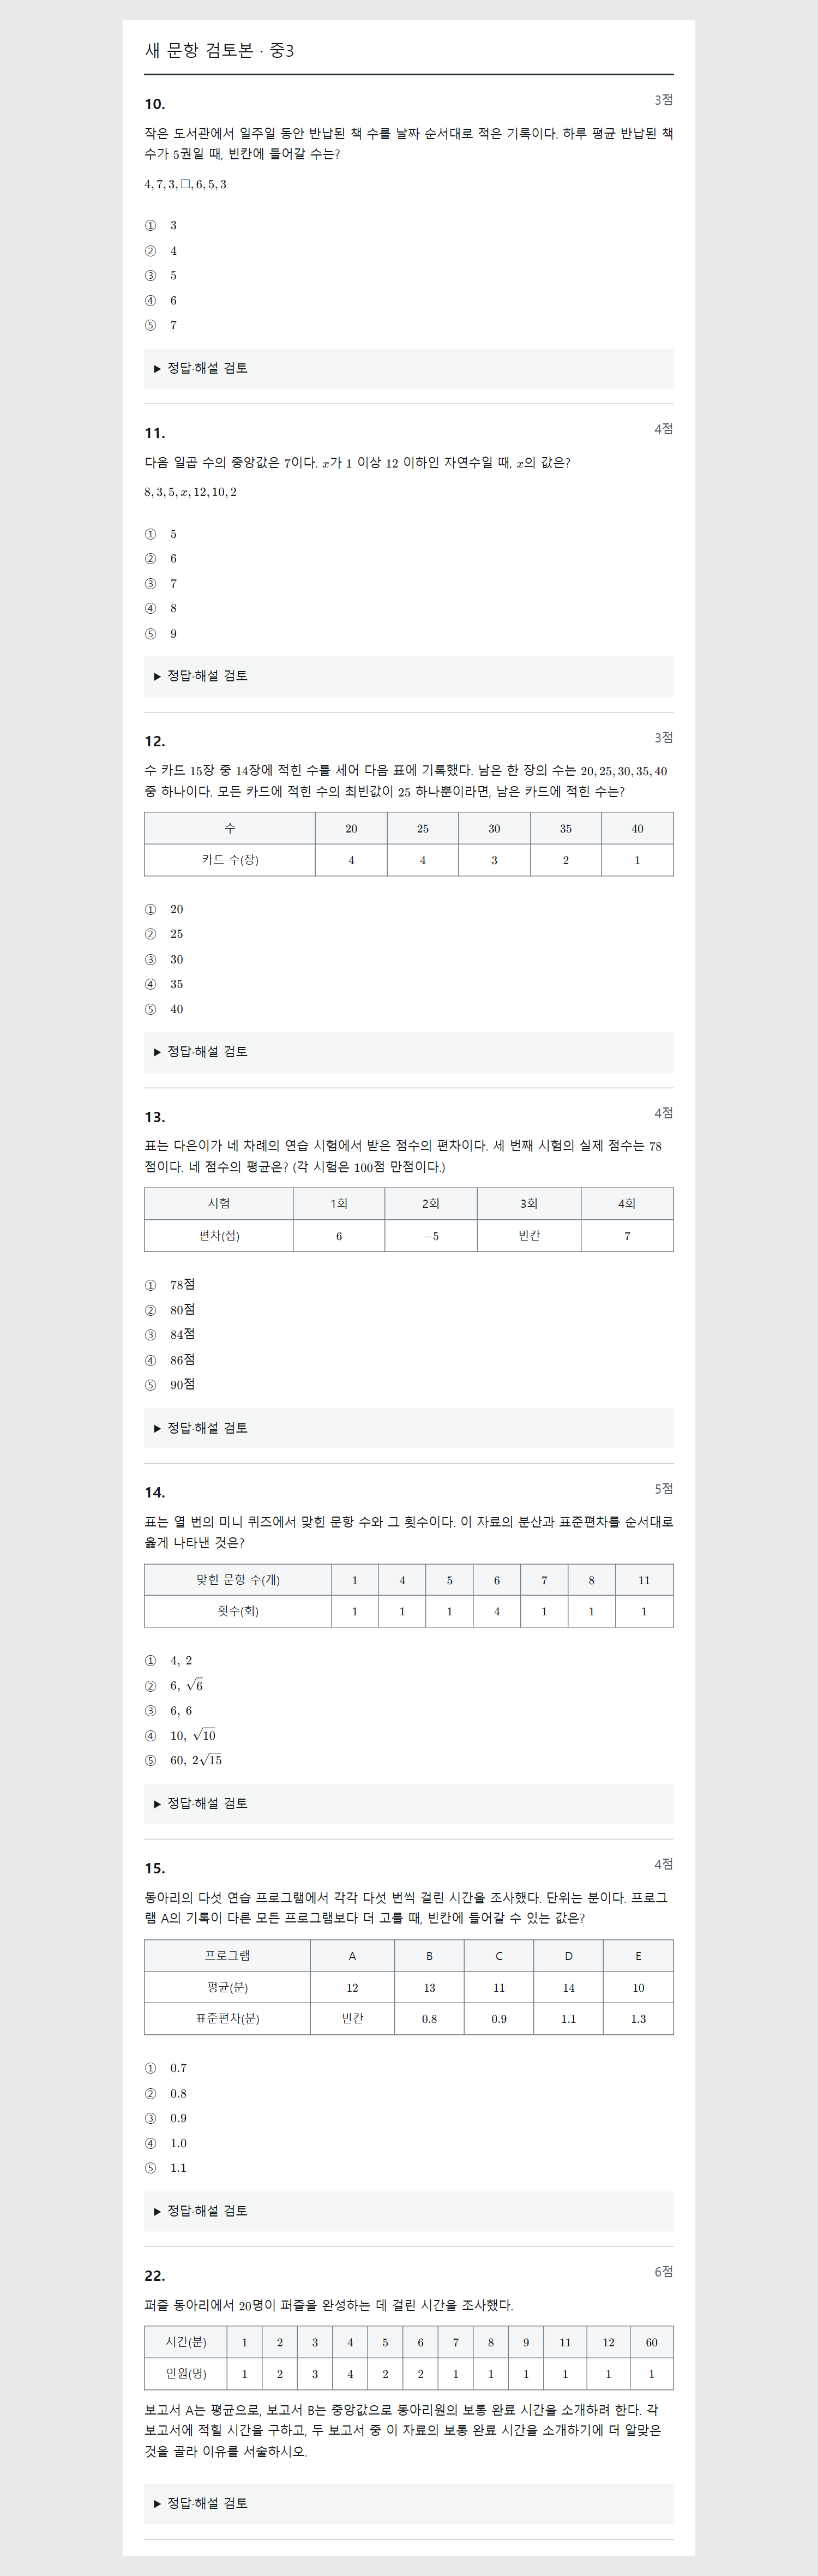 새 문항 검토본 · 중3
10.
3점
작은 도서관에서 일주일 동안 반납된 책 수를 날짜 순서대로 적은 기록이다. 하루 평균 반납된 책
수가 5권일 때, 빈칸에 들어갈 수는?
4, 7, 3, □, 6, 5, 3
① 3
② 4
③ 5
④ 6
⑤ 7
▶ 정답·해설 검토
11.
4점
다음 일곱 수의 중앙값은 7이다. x가 1 이상 12 이하인 자연수일 때, x의 값은?
8, 3, 5, x, 12, 10, 2
① 5
② 6
③ 7
④ 8
⑤ 9
▶ 정답·해설 검토
12.
3점
수 카드 15장 중 14장에 적힌 수를 세어 다음 표에 기록했다. 남은 한 장의 수는 20, 25, 30, 35, 40
중 하나이다. 모든 카드에 적힌 수의 최빈값이 25 하나뿐이라면, 남은 카드에 적힌 수는?
수 20 25 30 35 40
카드 수(장) 4 4 3 2 1
① 20
② 25
③ 30
④ 35
⑤ 40
▶ 정답·해설 검토
13.
4점
표는 다은이가 네 차례의 연습 시험에서 받은 점수의 편차이다. 세 번째 시험의 실제 점수는 78
점이다. 네 점수의 평균은? (각 시험은 100점 만점이다.)
시험 1회 2회 3회 4회
편차(점) 6 −5 빈칸 7
① 78점
② 80점
③ 84점
④ 86점
⑤ 90점
▶ 정답·해설 검토
14.
5점
표는 열 번의 미니 퀴즈에서 맞힌 문항 수와 그 횟수이다. 이 자료의 분산과 표준편차를 순서대로
옳게 나타낸 것은?
맞힌 문항 수(개) 1 4 5 6 7 8 11
횟수(회) 1 1 1 4 1 1 1
① 4, 2
② 6, √6
③ 6, 6
④ 10, √10
⑤ 60, 2√15
▶ 정답·해설 검토
15.
4점
동아리의 다섯 연습 프로그램에서 각각 다섯 번씩 걸린 시간을 조사했다. 단위는 분이다. 프로그
램 A의 기록이 다른 모든 프로그램보다 더 고를 때, 빈칸에 들어갈 수 있는 값은?
프로그램 A B C D E
평균(분) 12 13 11 14 10
표준편차(분) 빈칸 0.8 0.9 1.1 1.3
① 0.7
② 0.8
③ 0.9
④ 1.0
⑤ 1.1
▶ 정답·해설 검토
22.
6점
퍼즐 동아리에서 20명이 퍼즐을 완성하는 데 걸린 시간을 조사했다.
시간(분) 1 2 3 4 5 6 7 8 9 11 12 60
인원(명) 1 2 3 4 2 2 1 1 1 1 1 1
보고서 A는 평균으로, 보고서 B는 중앙값으로 동아리원의 보통 완료 시간을 소개하려 한다. 각
보고서에 적힐 시간을 구하고, 두 보고서 중 이 자료의 보통 완료 시간을 소개하기에 더 알맞은
것을 골라 이유를 서술하시오.
▶ 정답·해설 검토